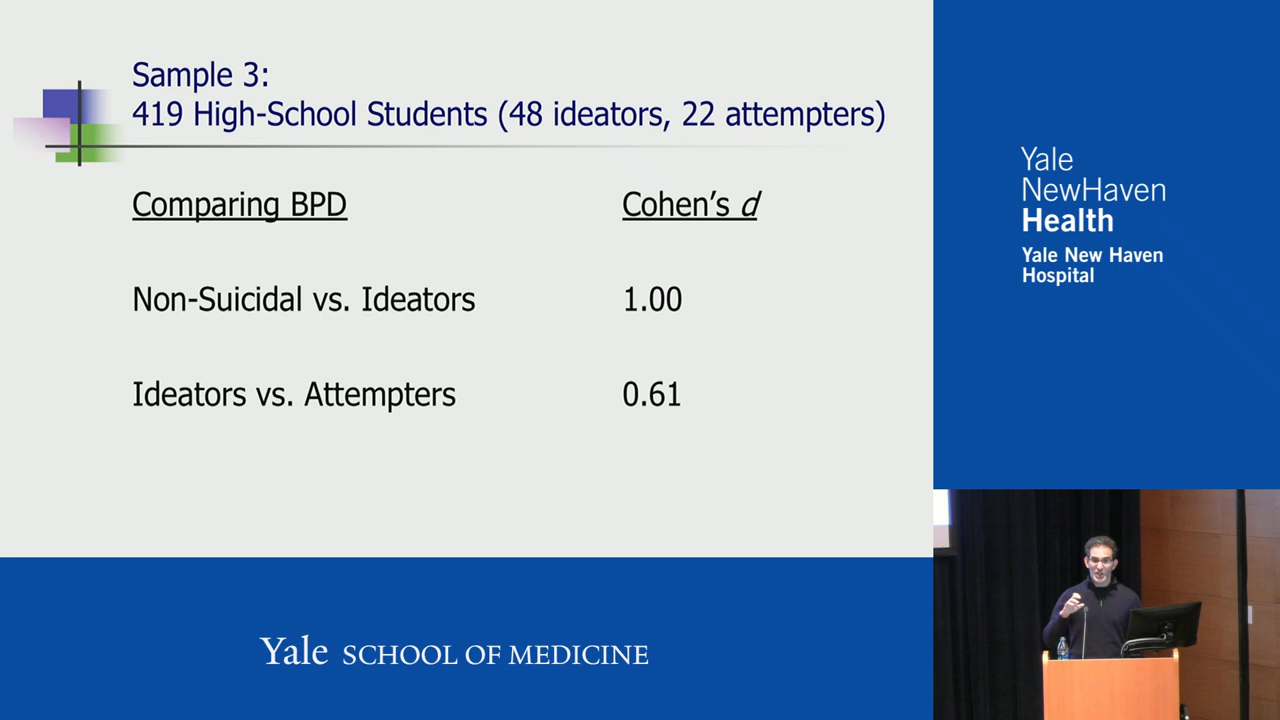 Sample 3:
419 High-School Students (48 ideators, 22 attempters)
Comparing BPD
Cohen's d
Non-Suicidal vs. Ideators
1.00
Ideators vs. Attempters
0.61
Yale
NewHaven
Health
Yale New Haven
Hospital
Yale SCHOOL OF MEDICINE